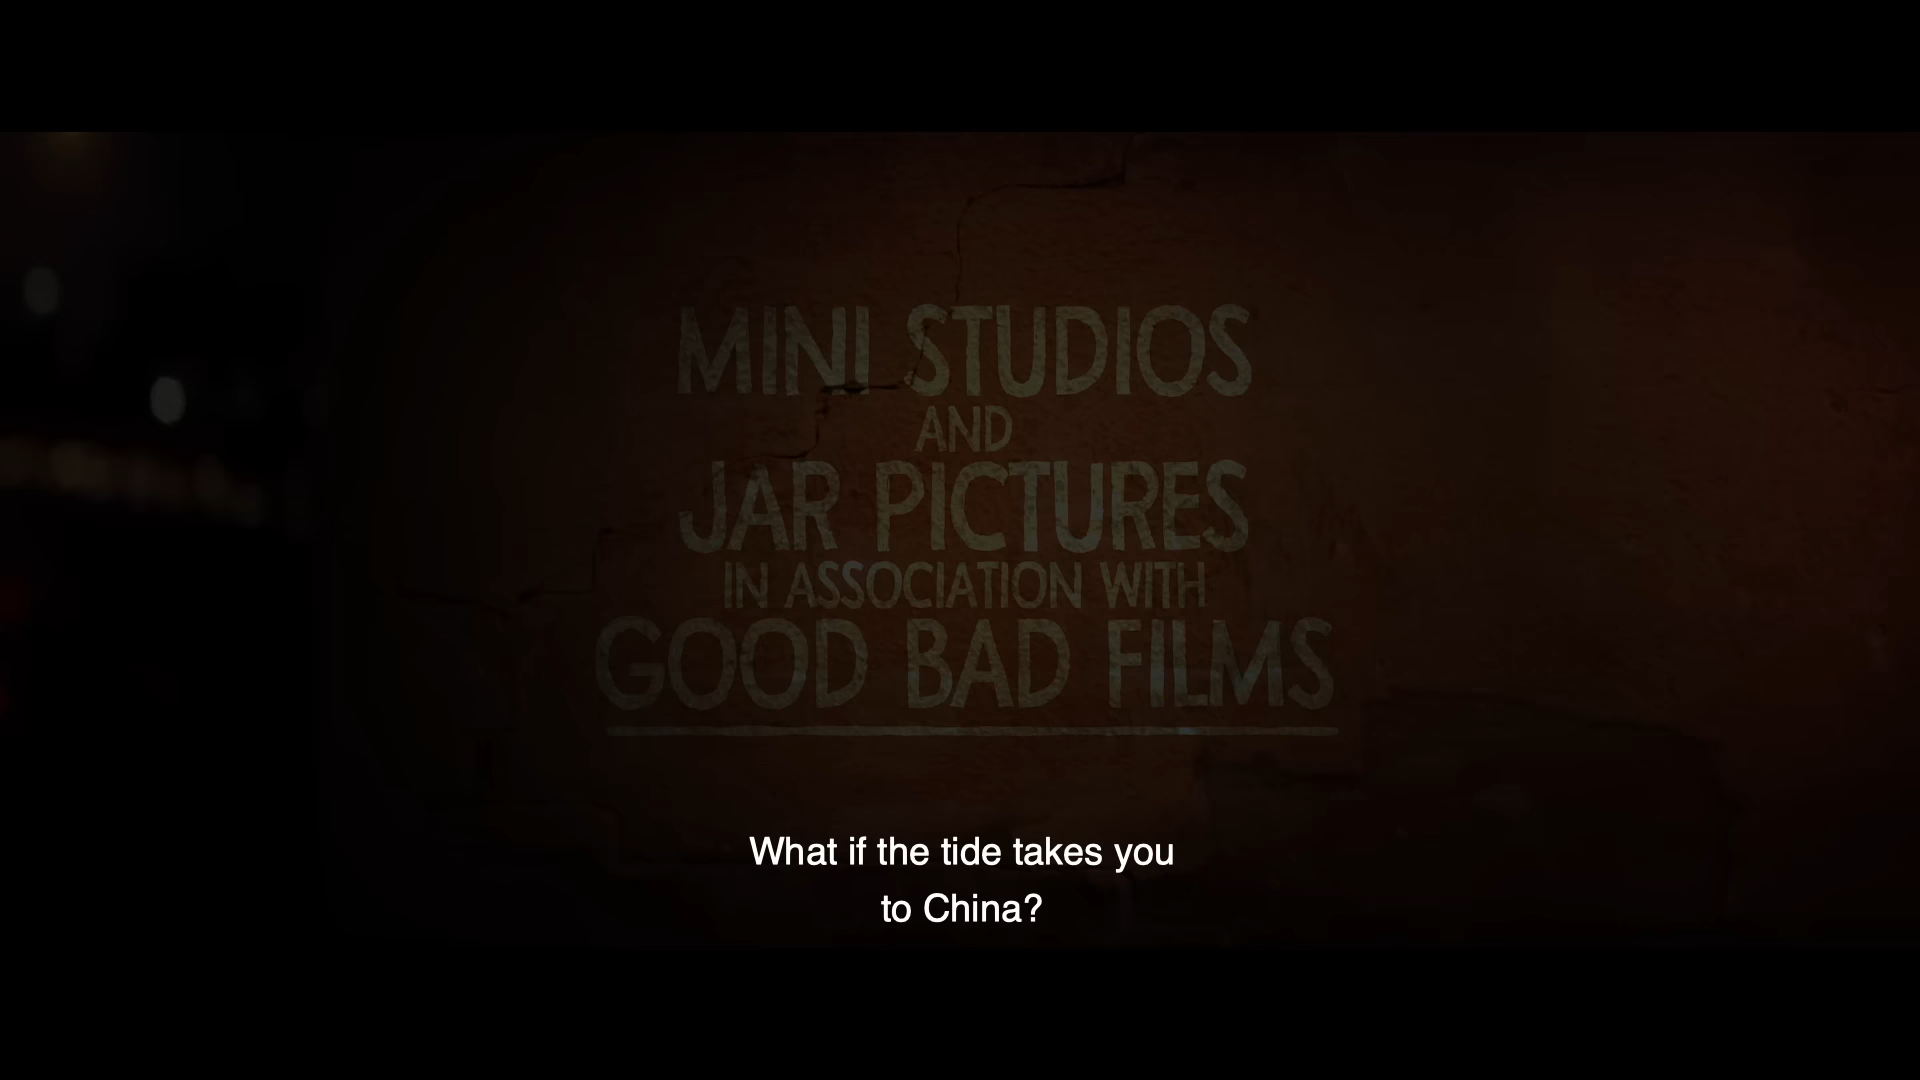 MINI STUDIOS
AND
JAR PICTURES
IN ASSOCIATION WITH
GOOD BAD FILMS
What if the tide takes you
to China?